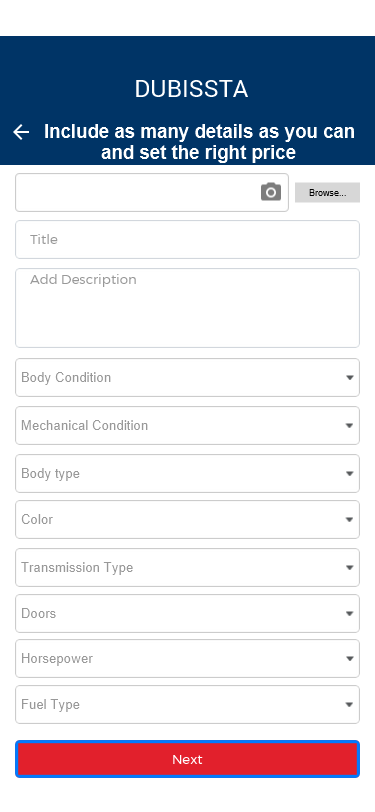 DUBISSTA
Include as many details as you can
and set the right price
Browse...
Title
Add Description
Body Condition
Mechanical Condition
Body type
Color
Transmission Type
Doors
Horsepower
Fuel Type
Next